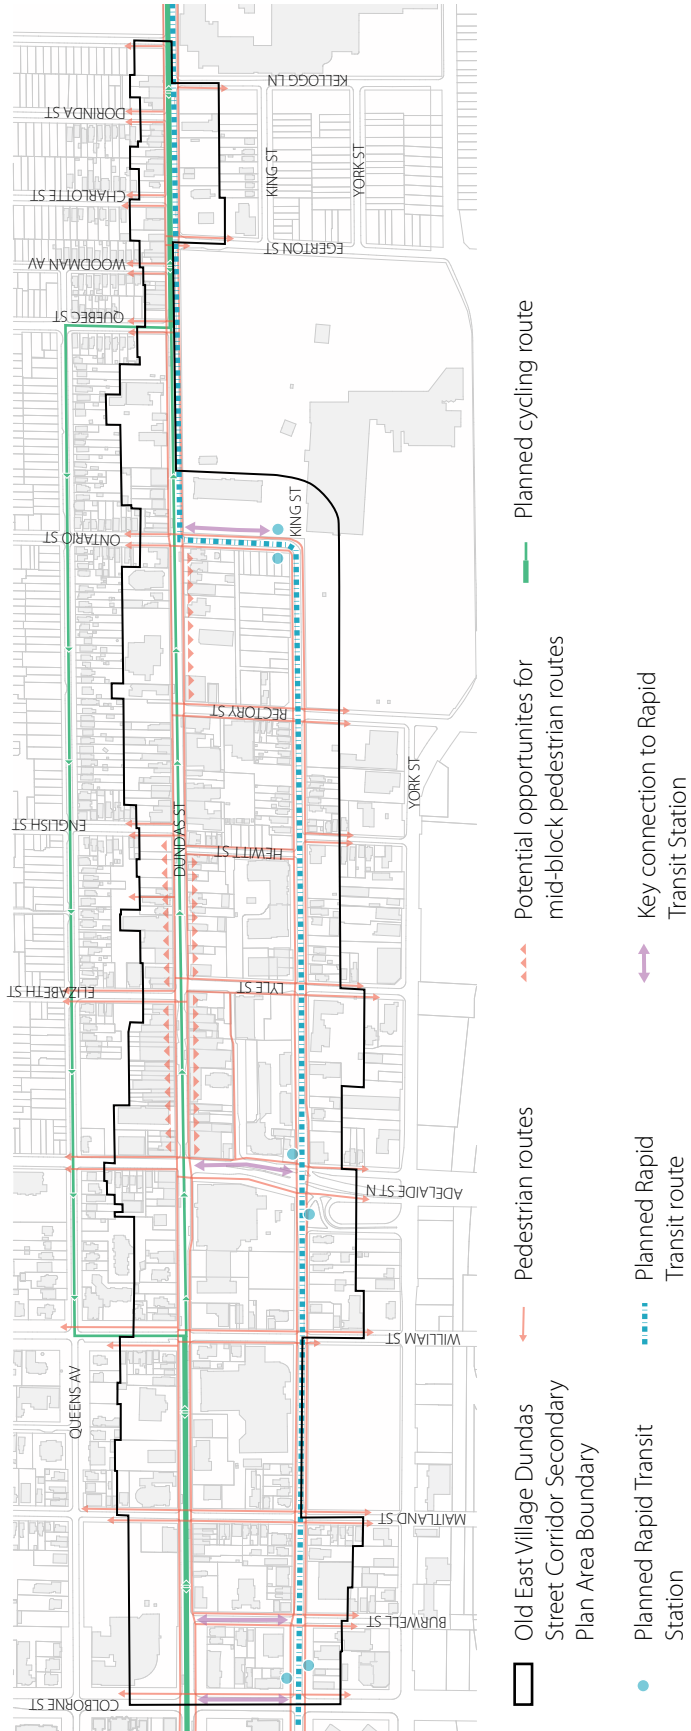 KELLOGG LN
DORINDA ST
KING ST
YORK ST
CHARLOTTE ST
EGERTON ST
WOODMAN AV
QUEBEC ST
KING ST
ONTARIO ST
RECTORY ST
YORK ST
DUNDAS ST
ENGLISH ST
HEWITT ST
LYLE ST
ELIZABETH ST
ADELAIDE ST N
WILLIAM ST
QUEENS AV
MAITLAND ST
BURWELL ST
COLBORNE ST
Old East Village Dundas
Street Corridor Secondary
Plan Area Boundary
Pedestrian routes
Potential opportunites for
mid-block pedestrian routes
Planned cycling route
Planned Rapid Transit
Station
Planned Rapid
Transit route
Key connection to Rapid
Transit Station